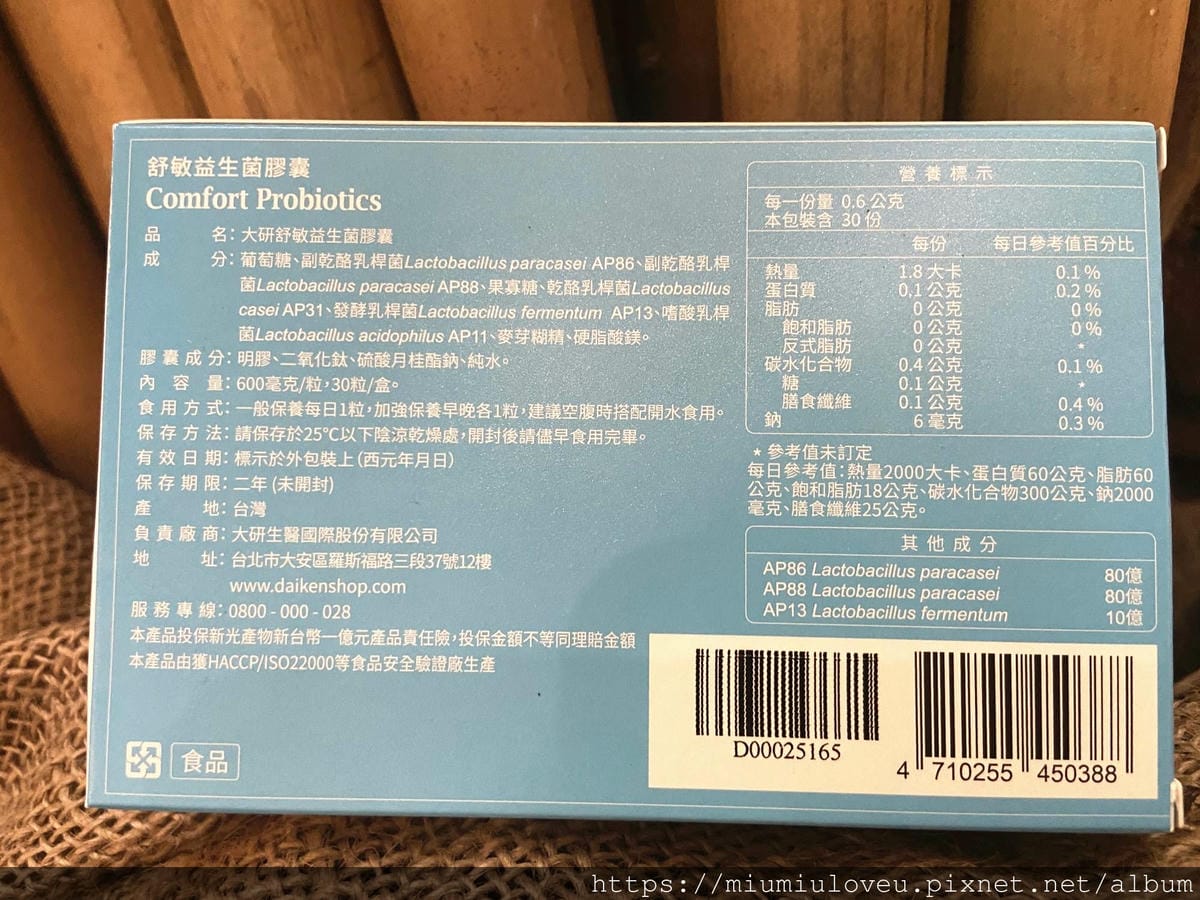 舒敏益生菌膠囊
Comfort Probiotics
品 名：大研舒敏益生菌膠囊
成 分：葡萄糖、副乾酪乳桿菌Lactobacillus paracasei AP86、副乾酪乳桿
菌Lactobacillus paracasei AP88、果寡糖、乾酪乳桿菌Lactobacillus
casei AP31、發酵乳桿菌Lactobacillus fermentum AP13、嗜酸乳桿
菌Lactobacillus acidophilus AP11、麥芽糊精、硬脂酸鎂。
膠囊成分：明膠、二氧化鈦、硫酸月桂酯鈉、純水。
內 容 量：600毫克/粒，30粒/盒。
食用方式：一般保養每日1粒，加強保養早晚各1粒，建議空腹時搭配開水食用。
保存方法：請保存於25℃以下陰涼乾燥處，開封後請儘早食用完畢。
有效日期：標示於外包裝上（西元年月日）
保存期限：二年（未開封）
產 地：台灣
負責廠商：大研生醫國際股份有限公司
地 址：台北市大安區羅斯福路三段37號12樓
www.daikenshop.com
服務專線：0800 - 000 - 028
本產品投保新光產物新台幣一億元產品責任險，投保金額不等同理賠金額
本產品由獲HACCP/ISO22000等食品安全驗證廠生產
食品
營養標示
每一份量 0.6 公克
本包裝含 30 份
每份 每日參考值百分比
熱量 1.8 大卡 0.1 %
蛋白質 0.1 公克 0.2 %
脂肪 0 公克 0 %
飽和脂肪 0 公克 0 %
反式脂肪 0 公克 *
碳水化合物 0.4 公克 0.1 %
糖 0.1 公克 *
膳食纖維 0.1 公克 0.4 %
鈉 6 毫克 0.3 %
* 參考值未訂定
每日參考值：熱量2000大卡、蛋白質60公克、脂肪60
公克、飽和脂肪18公克、碳水化合物300公克、鈉2000
毫克、膳食纖維25公克。
其他成分
AP86 Lactobacillus paracasei 80億
AP88 Lactobacillus paracasei 80億
AP13 Lactobacillus fermentum 10億
D00025165
4 710255 450388
https://miumiuloveu.pixnet.net/album